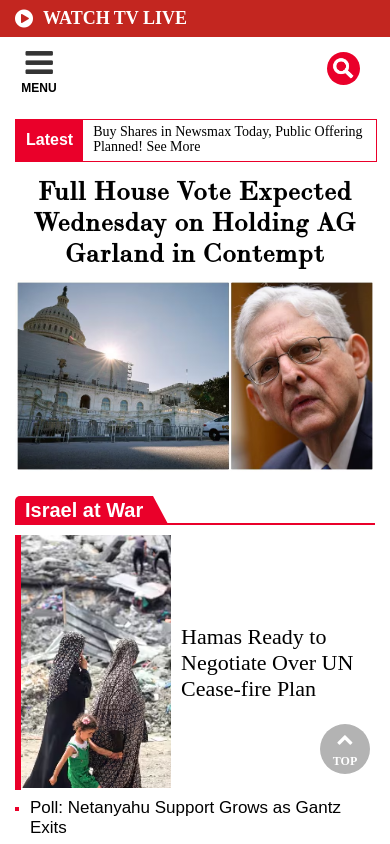 WATCH TV LIVE
MENU
Latest
Buy Shares in Newsmax Today, Public Offering
Planned! See More
Full House Vote Expected
Wednesday on Holding AG
Garland in Contempt
Israel at War
Hamas Ready to
Negotiate Over UN
Cease-fire Plan
TOP
Poll: Netanyahu Support Grows as Gantz
Exits